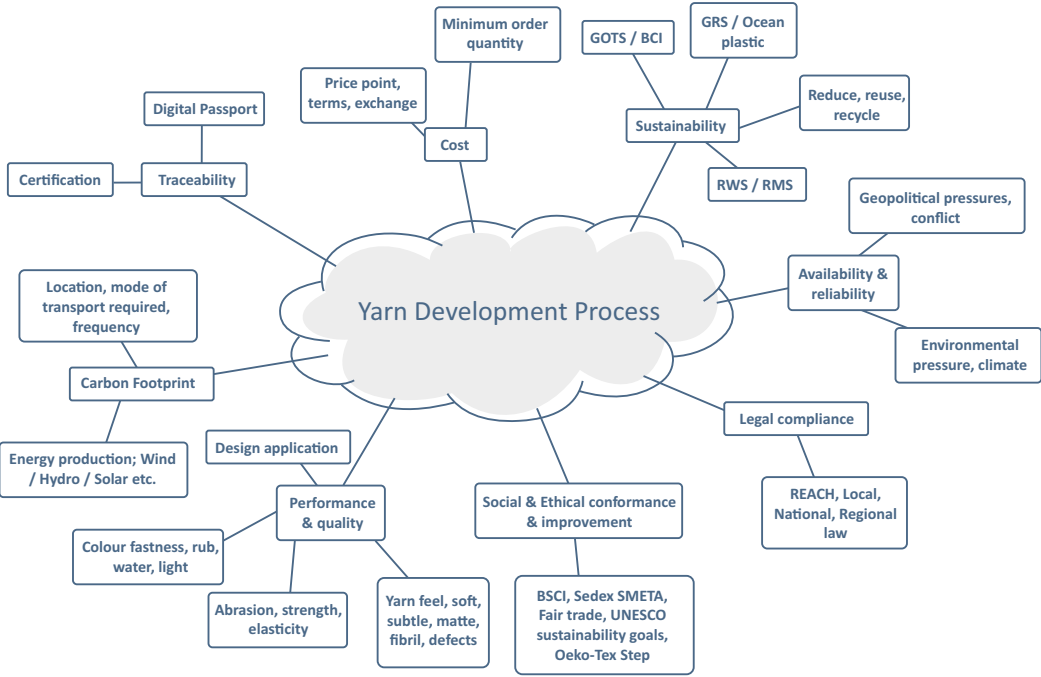 Minimum order
quantity
GOTS / BCI
GRS / Ocean
plastic
Price point,
terms, exchange
Reduce, reuse,
recycle
Digital Passport
Cost
Sustainability
Certification
Traceability
RWS / RMS
Geopolitical pressures,
conflict
Availability &
reliability
Location, mode of
transport required,
frequency
Yarn Development Process
Environmental
pressure, climate
Carbon Footprint
Legal compliance
Energy production; Wind
/ Hydro / Solar etc.
Design application
Performance
& quality
Social & Ethical conformance
& improvement
REACH, Local,
National, Regional
law
Colour fastness, rub,
water, light
Abrasion, strength,
elasticity
Yarn feel, soft,
subtle, matte,
fibril, defects
BSCI, Sedex SMETA,
Fair trade, UNESCO
sustainability goals,
Oeko-Tex Step